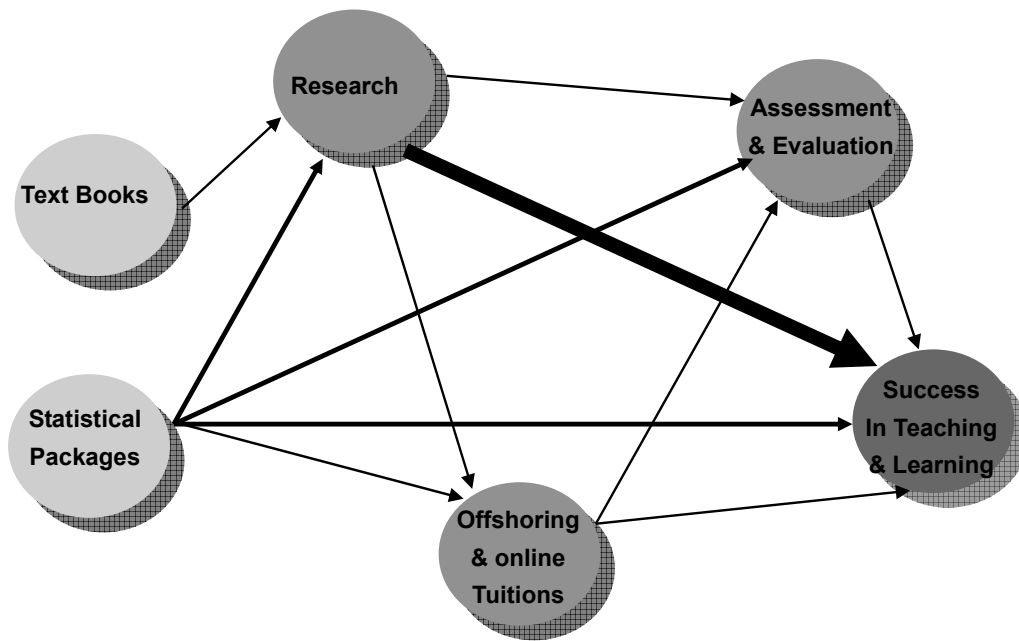 Research
Assessment
& Evaluation
Text Books
Statistical
Packages
Success
In Teaching
& Learning
Offshoring
& online
Tuitions